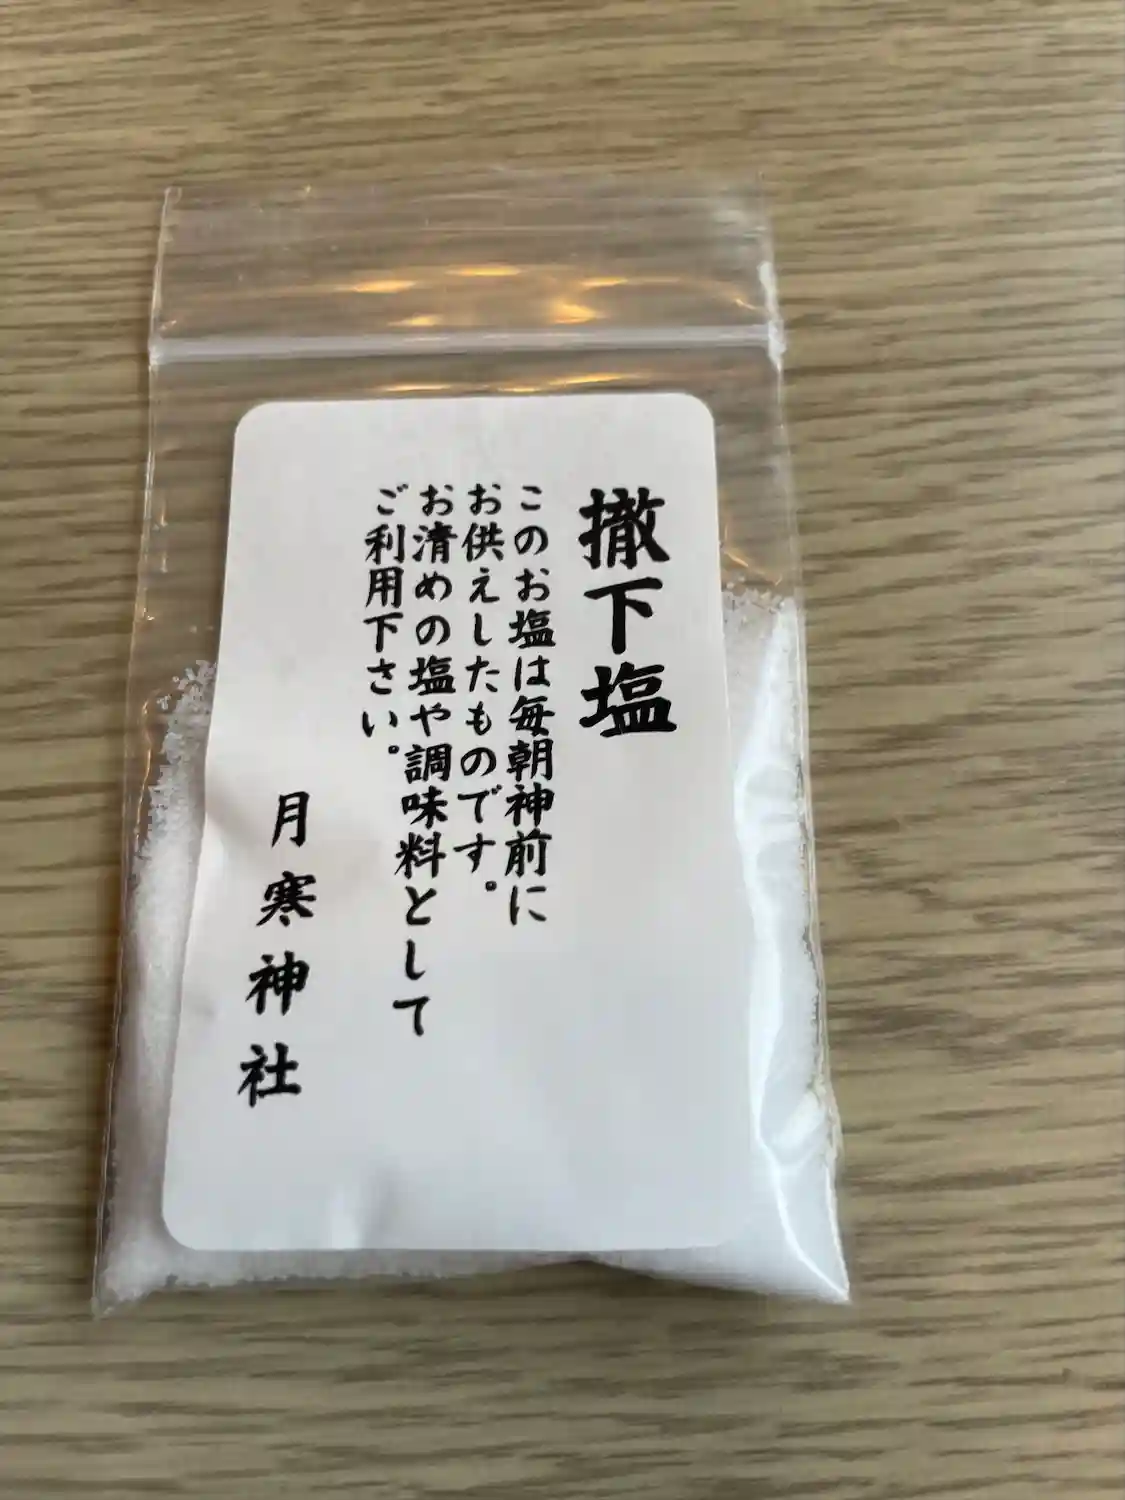 撤下塩
このお塩は毎朝神前に
お供えしたものです。
お清めの塩や調味料として
ご利用下さい。
月寒神社